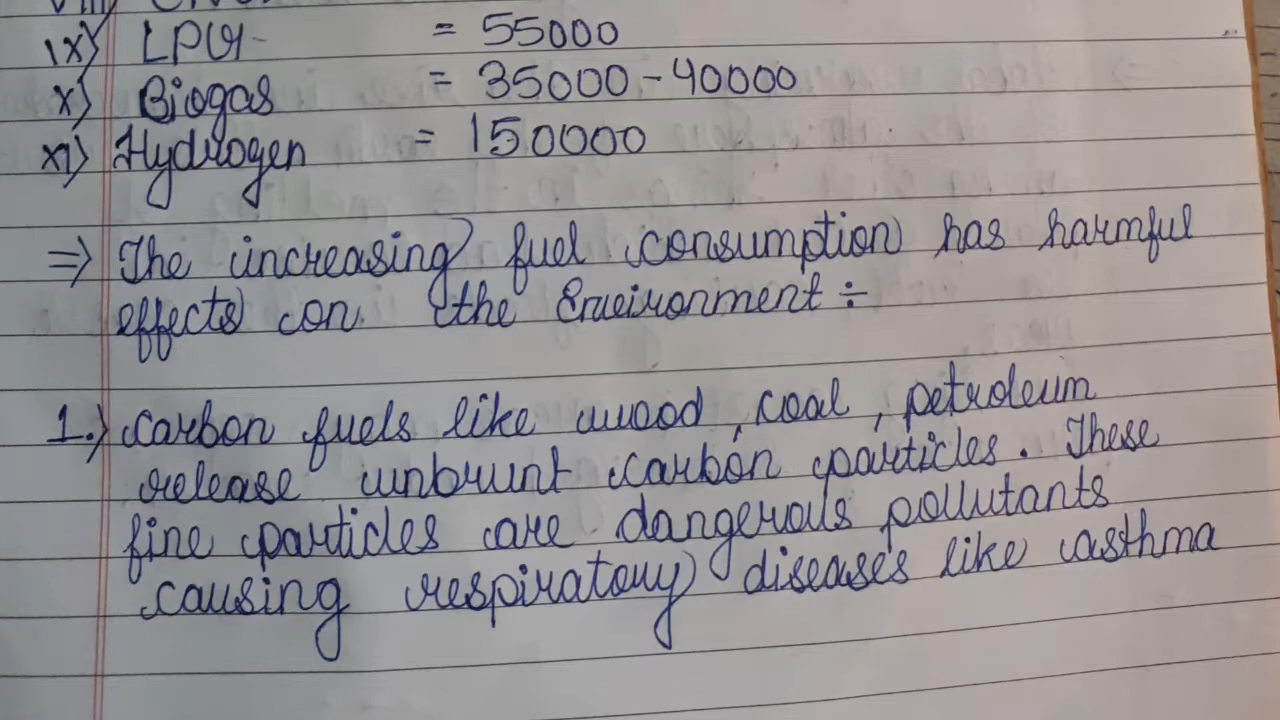 ix) LPG = 55000
x) Biogas = 35000 - 40000
xi) Hydrogen = 150000
⇒ The increasing fuel consumption has harmful
effects on the Environment ÷
1.) Carbon fuels like wood, coal, petroleum
release unbrunt carbon particles. These
fine particles are dangerous pollutants
causing respiratory diseases like asthma